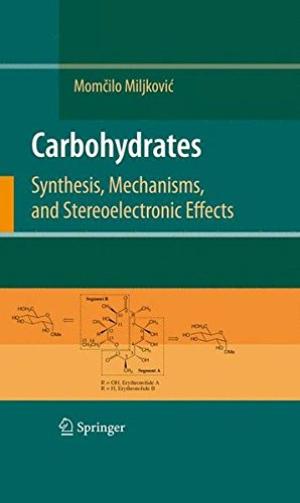 Momčilo Miljković
Carbohydrates
Synthesis, Mechanisms,
and Stereoelectronic Effects
Segment B
Segment A
R = OH, Erythronolide A
R = H, Erythronolide B
Springer